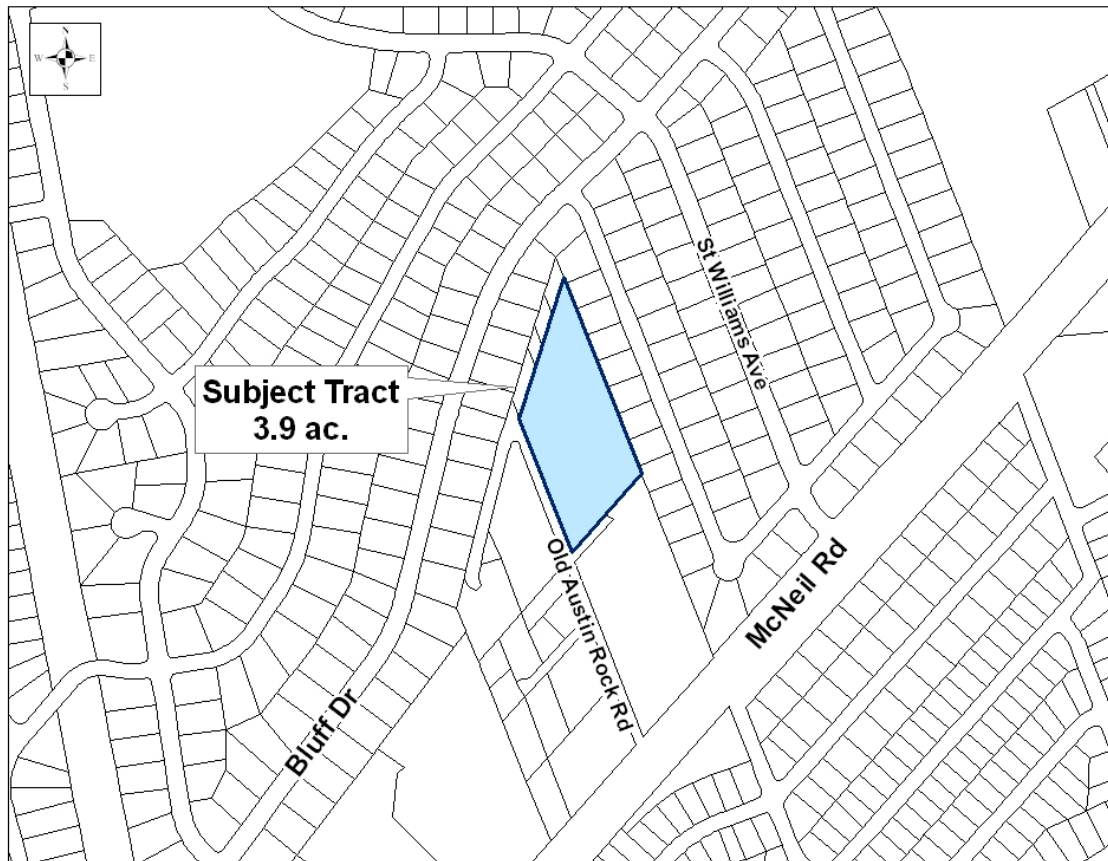 N
W E
S
St Williams Ave
Subject Tract
3.9 ac.
Old Austin Rock Rd
McNeil Rd
Bluff Dr